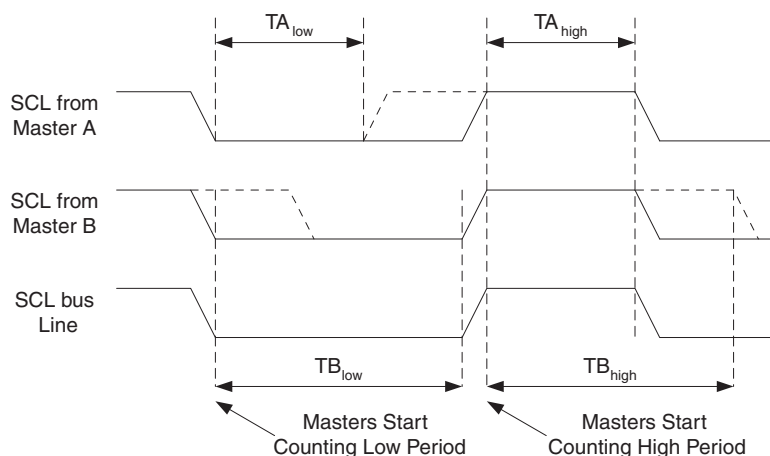 TA low
TA high
SCL from
Master A
SCL from
Master B
SCL bus
Line
TB low
TB high
Masters Start
Counting Low Period
Masters Start
Counting High Period